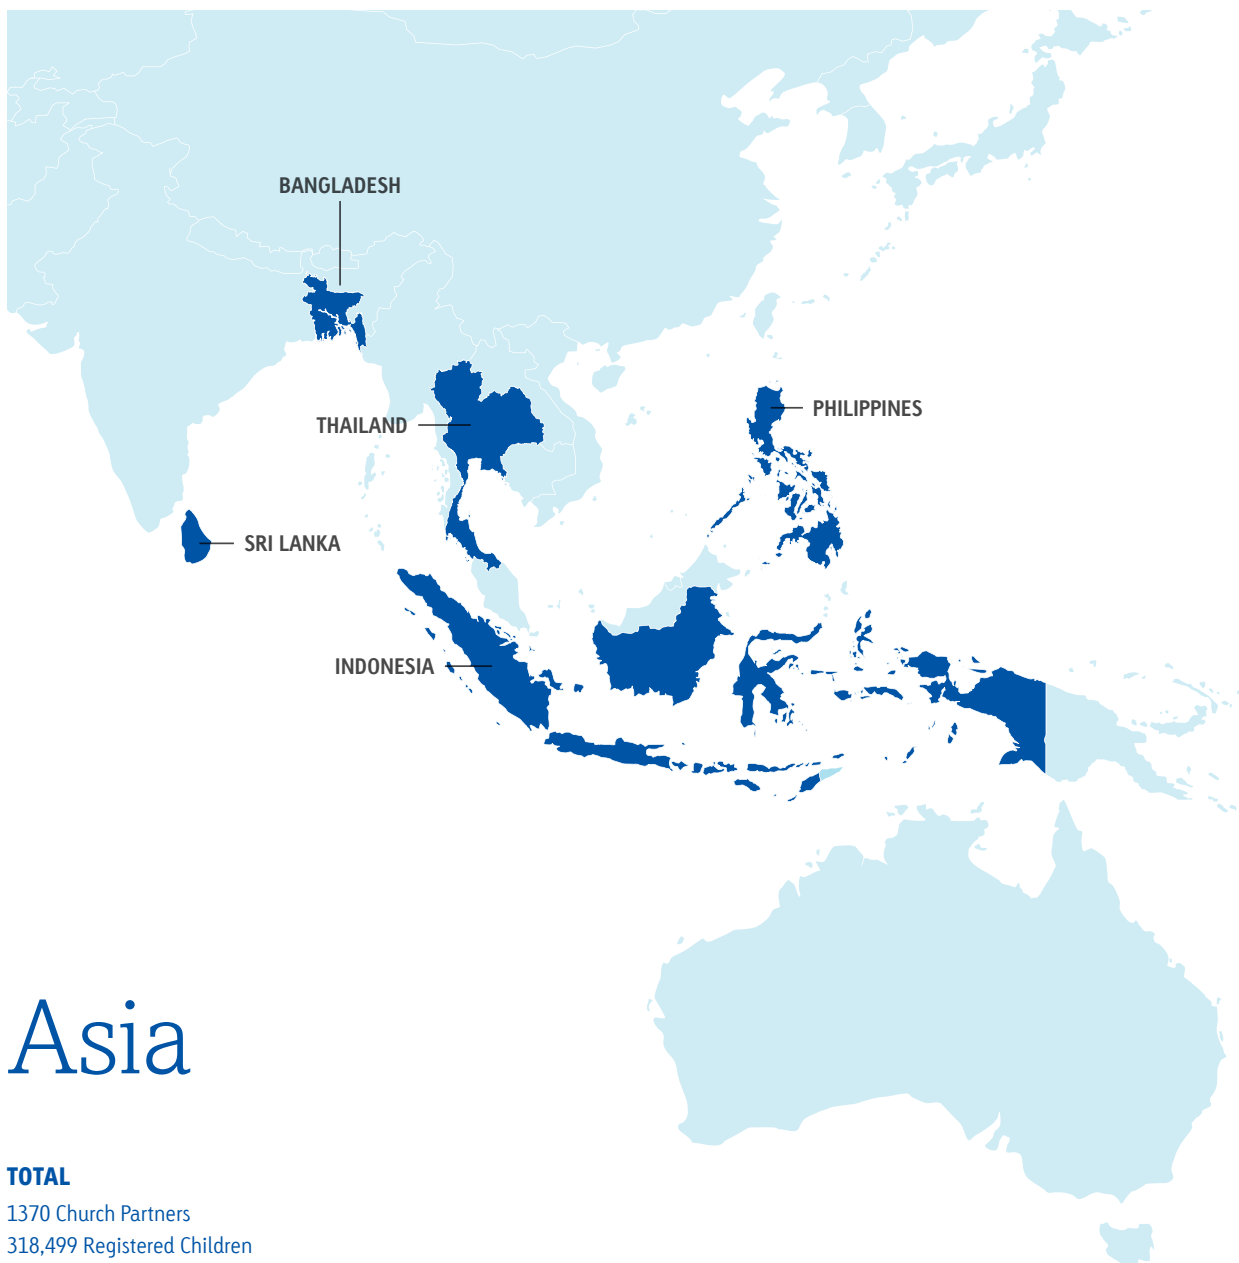 BANGLADESH
THAILAND
PHILIPPINES
SRI LANKA
INDONESIA
Asia
TOTAL
1370 Church Partners
318,499 Registered Children